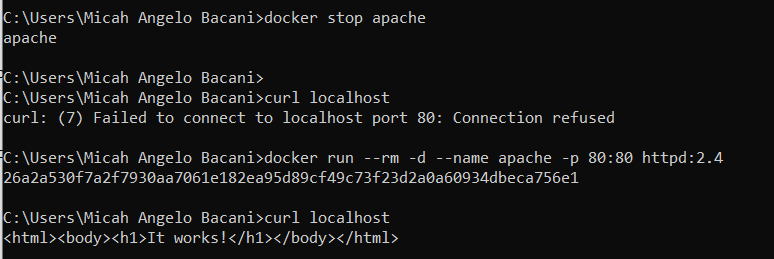 C:\Users\Micah Angelo Bacani>docker stop apache
apache
C:\Users\Micah Angelo Bacani>
C:\Users\Micah Angelo Bacani>curl localhost
curl: (7) Failed to connect to localhost port 80: Connection refused
C:\Users\Micah Angelo Bacani>docker run --rm -d --name apache -p 80:80 httpd:2.4
26a2a530f7a2f7930aa7061e182ea95d89cf49c73f23d2a0a60934dbeca756e1
C:\Users\Micah Angelo Bacani>curl localhost
<html><body><h1>It works!</h1></body></html>